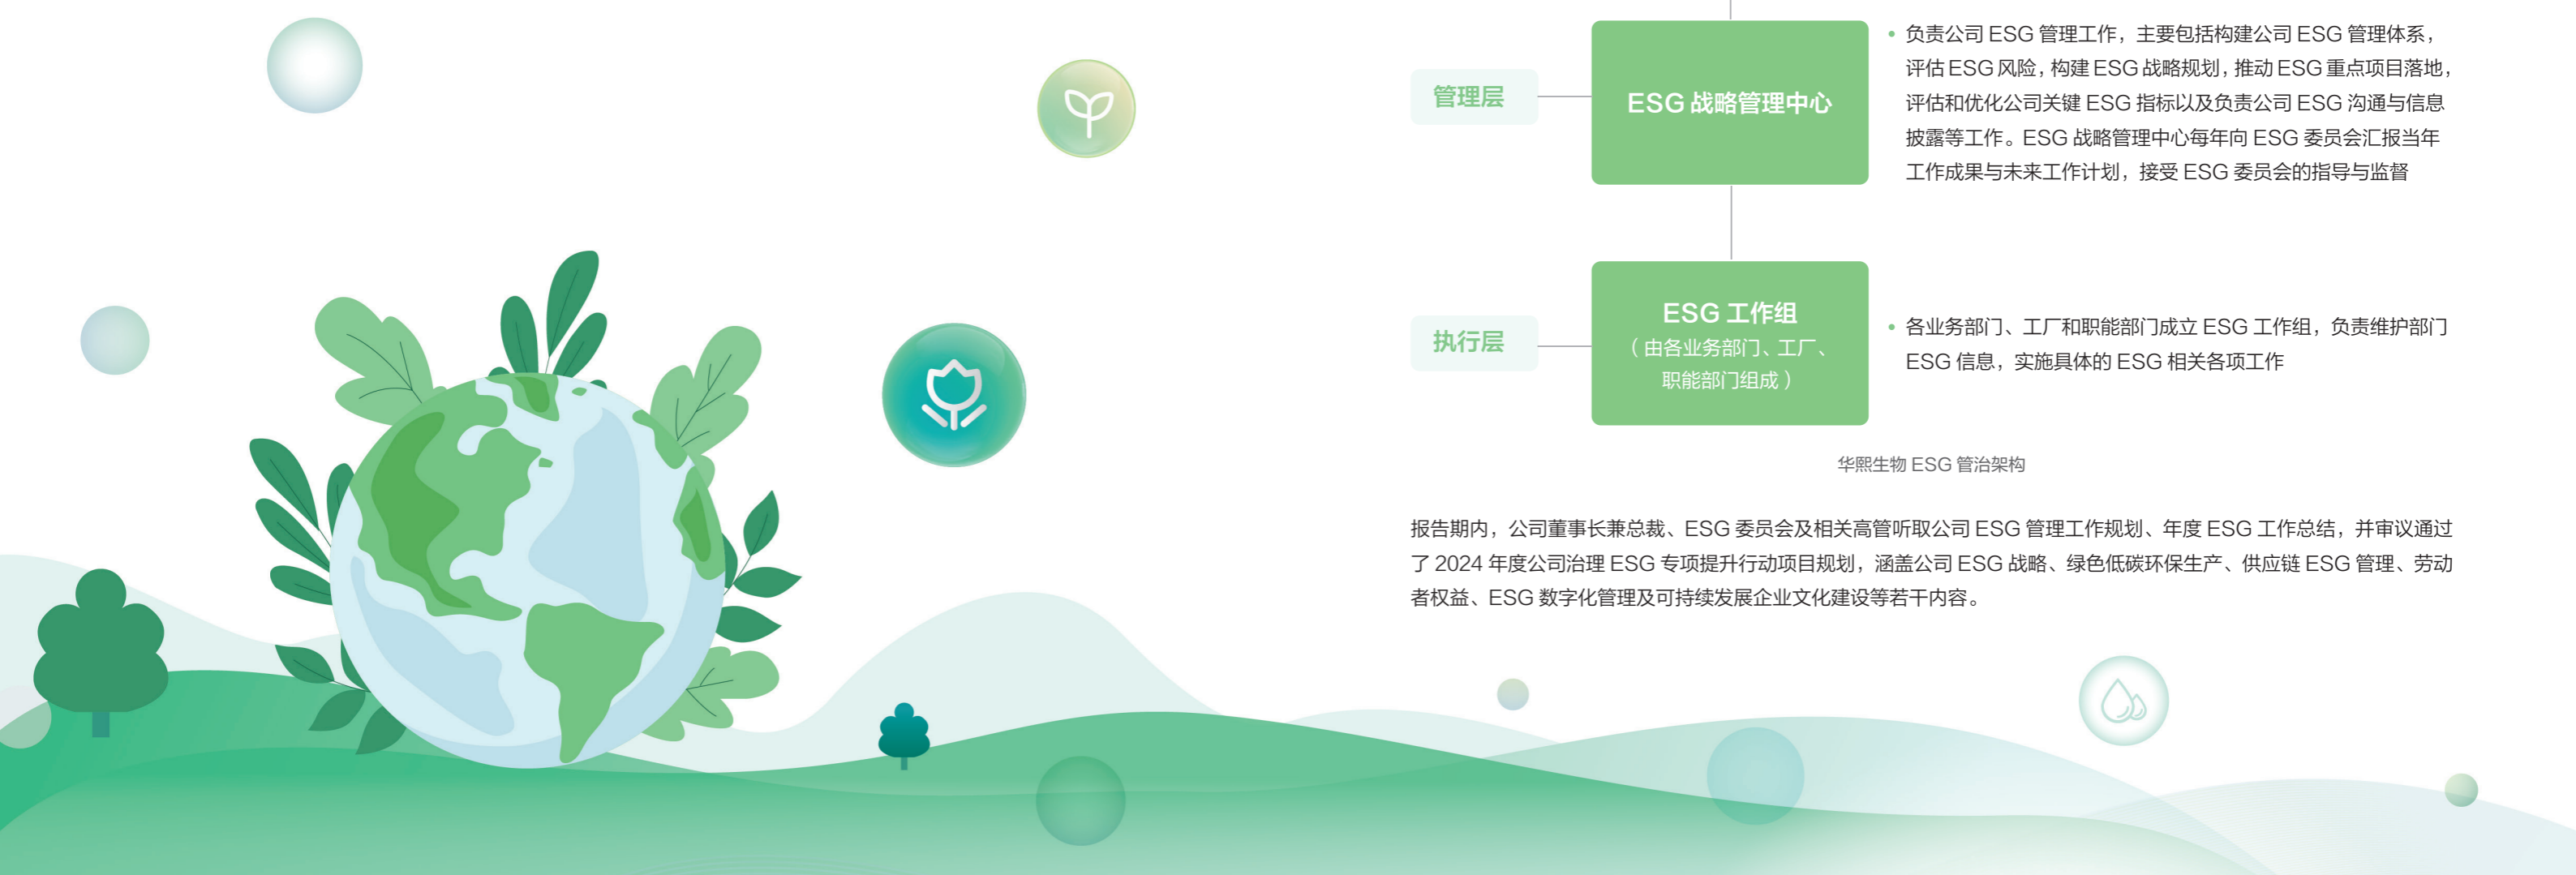 管理层
ESG 战略管理中心
• 负责公司 ESG 管理工作，主要包括构建公司 ESG 管理体系，
评估 ESG 风险，构建 ESG 战略规划，推动 ESG 重点项目落地，
评估和优化公司关键 ESG 指标以及负责公司 ESG 沟通与信息
披露等工作。ESG 战略管理中心每年向 ESG 委员会汇报当年
工作成果与未来工作计划，接受 ESG 委员会的指导与监督
执行层
ESG 工作组
（由各业务部门、工厂、
职能部门组成）
• 各业务部门、工厂和职能部门成立 ESG 工作组，负责维护部门
ESG 信息，实施具体的 ESG 相关各项工作
华熙生物 ESG 管治架构
报告期内，公司董事长兼总裁、ESG 委员会及相关高管听取公司 ESG 管理工作规划、年度 ESG 工作总结，并审议通过
了 2024 年度公司治理 ESG 专项提升行动项目规划，涵盖公司 ESG 战略、绿色低碳环保生产、供应链 ESG 管理、劳动
者权益、ESG 数字化管理及可持续发展企业文化建设等若干内容。